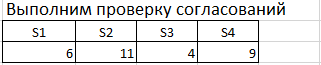 Выполним проверку согласований
S1 S2 S3 S4
6 11 4 9